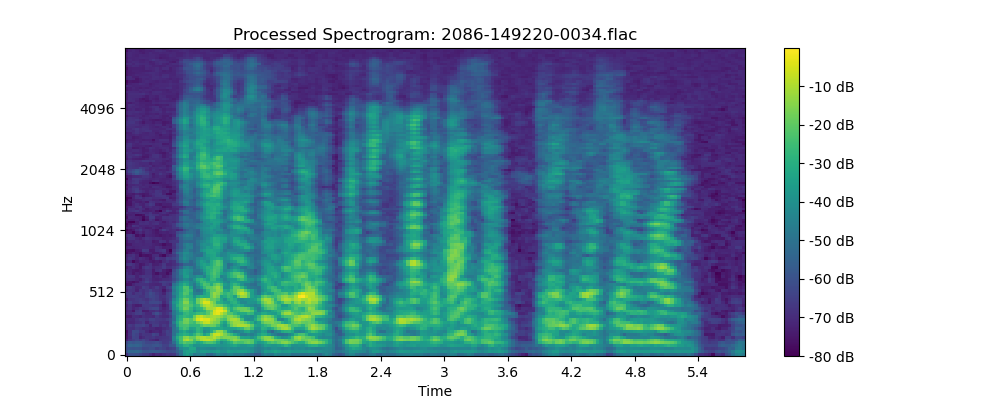 Processed Spectrogram: 2086-149220-0034.flac
Hz
4096
2048
1024
512
0
0 0.6 1.2 1.8 2.4 3 3.6 4.2 4.8 5.4
Time
-10 dB
-20 dB
-30 dB
-40 dB
-50 dB
-60 dB
-70 dB
-80 dB